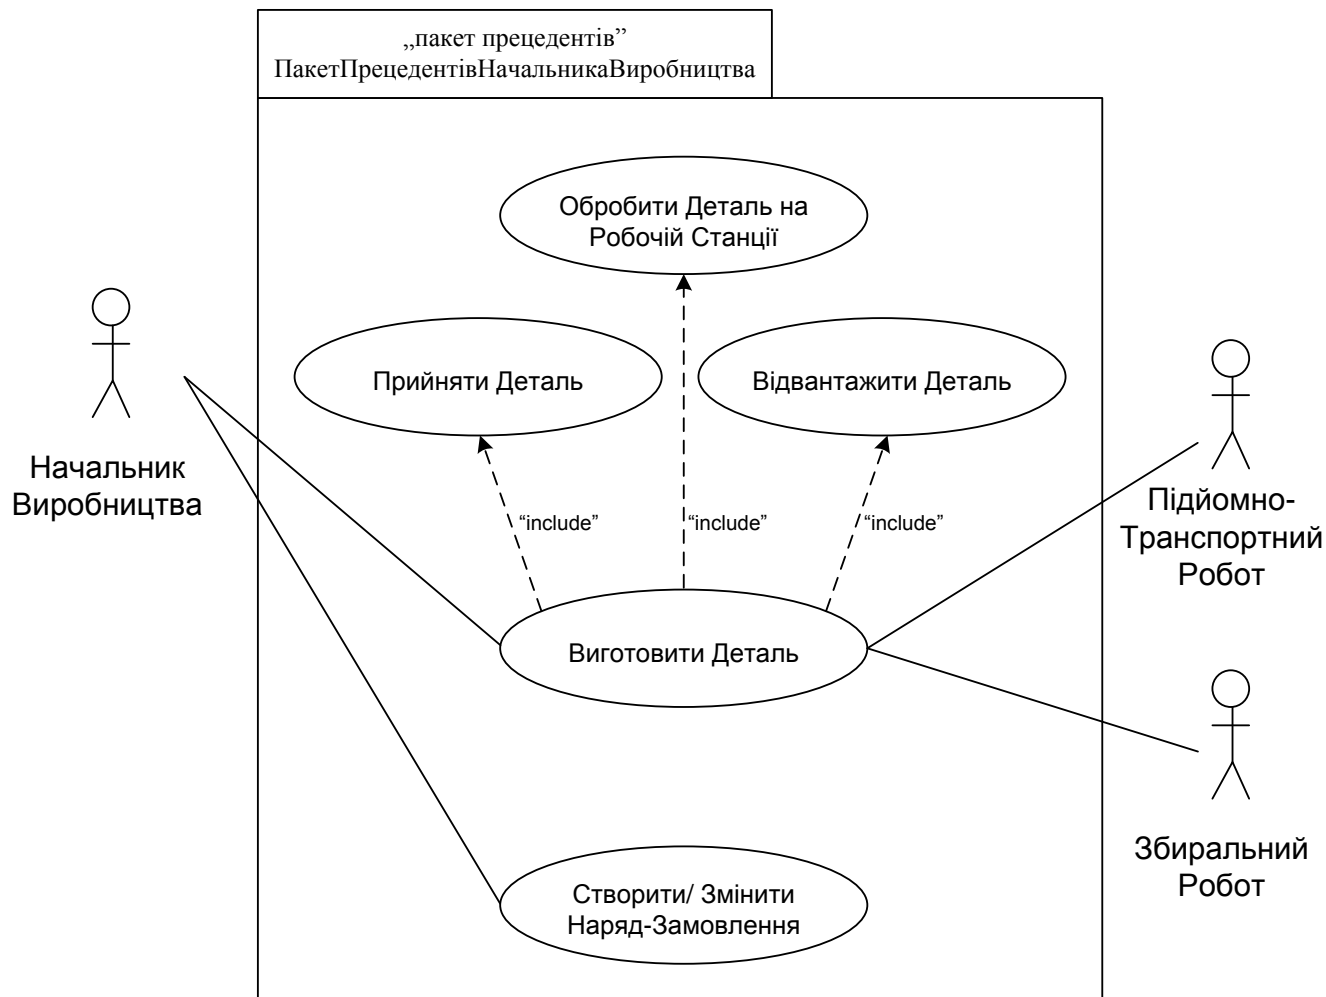 „пакет прецедентів”
ПакетПрецедентівНачальникаВиробництва
Обробити Деталь на
Робочій Станції
Прийняти Деталь
Відвантажити Деталь
Начальник
Виробництва
Підйомно-
Транспортний
Робот
“include”
“include”
“include”
Виготовити Деталь
Збиральний
Робот
Створити/ Змінити
Наряд-Замовлення